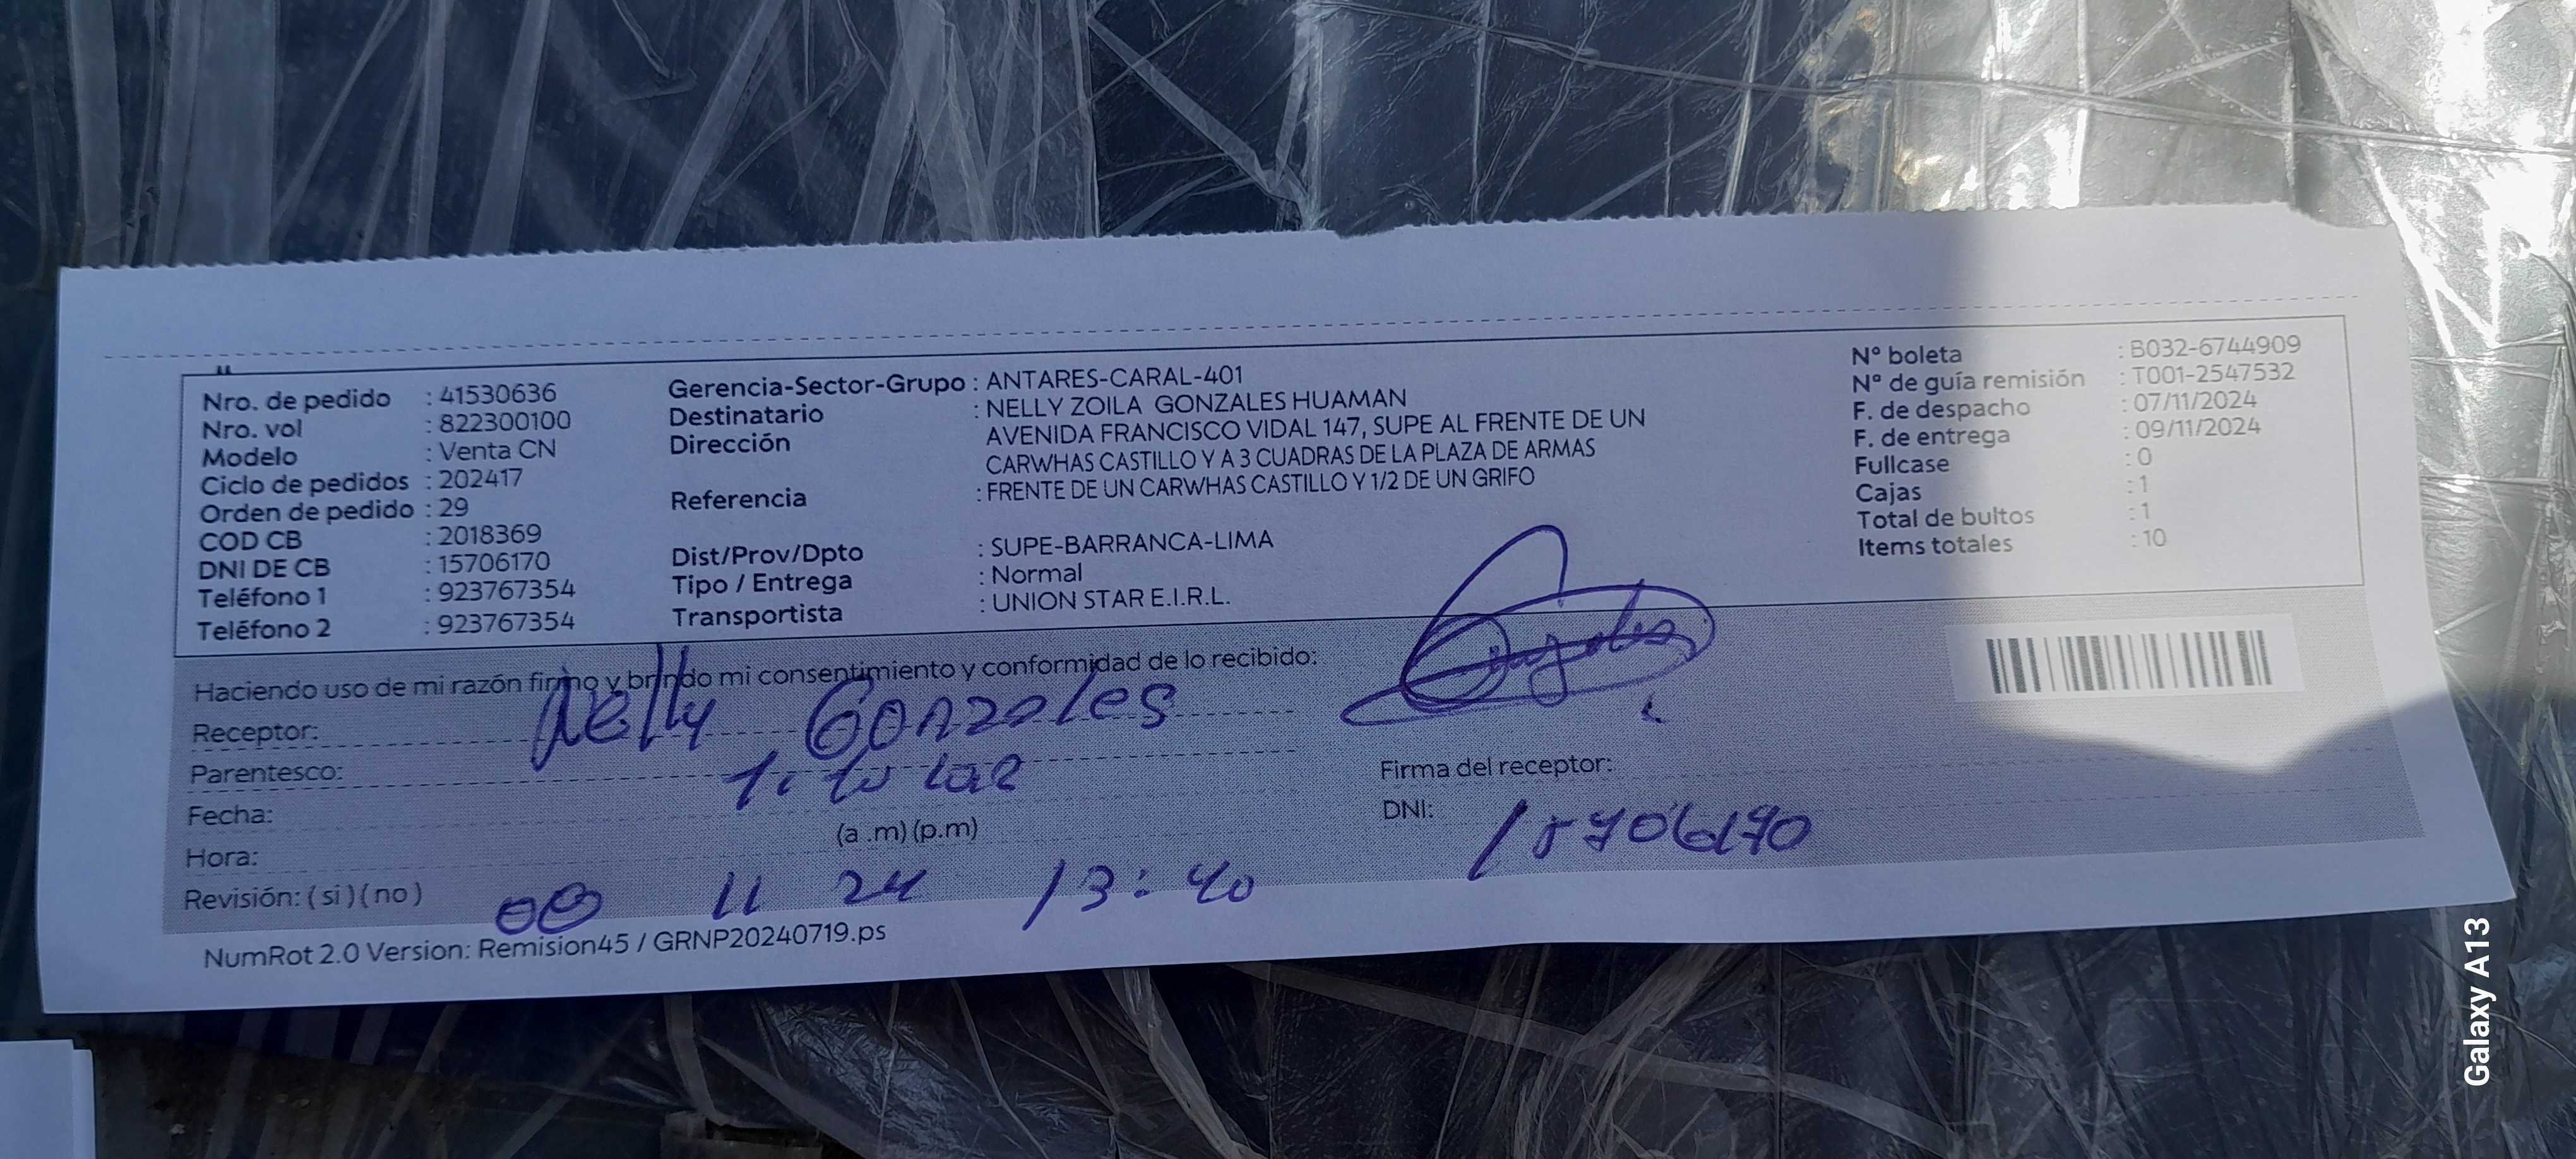 Nro. de pedido : 41530636
Nro. vol : 822300100
Modelo : Venta CN
Ciclo de pedidos : 202417
Orden de pedido : 29
COD CB : 2018369
DNI DE CB : 15706170
Teléfono 1 : 923767354
Teléfono 2 : 923767354
Gerencia-Sector-Grupo : ANTARES-CARAL-401
Destinatario : NELLY ZOILA GONZALES HUAMAN
Dirección AVENIDA FRANCISCO VIDAL 147, SUPE AL FRENTE DE UN
CARWHAS CASTILLO Y A 3 CUADRAS DE LA PLAZA DE ARMAS
Referencia : FRENTE DE UN CARWHAS CASTILLO Y 1/2 DE UN GRIFO
Dist/Prov/Dpto : SUPE-BARRANCA-LIMA
Tipo / Entrega : Normal
Transportista : UNION STAR E.I.R.L.
N° boleta : B032-6744909
N° de guía remisión : T001-2547532
F. de despacho : 07/11/2024
F. de entrega : 09/11/2024
Fullcase : 0
Cajas : 1
Total de bultos : 1
Items totales : 10
Haciendo uso de mi razón firmo y brindo mi consentimiento y conformidad de lo recibido:
Receptor: Nelly Gonzales
Parentesco: Titular
Fecha:
(a .m) (p.m)
Hora:
Revisión: ( si ) ( no )
11 24 13:40
Firma del receptor:
DNI: 15706170
NumRot 2.0 Version: Remision45 / GRNP20240719.ps
Galaxy A13